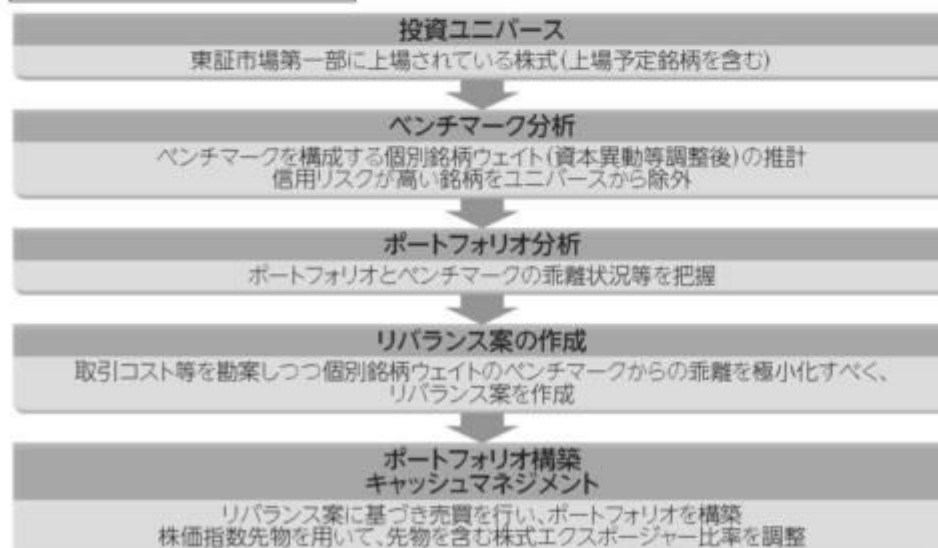 投資ユニバース
東証市場第一部に上場されている株式(上場予定銘柄を含む)
ベンチマーク分析
ベンチマークを構成する個別銘柄ウェイト(資本異動等調整後)の推計
信用リスクが高い銘柄をユニバースから除外
ポートフォリオ分析
ポートフォリオとベンチマークの乖離状況等を把握
リバランス案の作成
取引コスト等を勘案しつつ個別銘柄ウェイトのベンチマークからの乖離を極小化すべく、
リバランス案を作成
ポートフォリオ構築
キャッシュマネジメント
リバランス案に基づき売買を行い、ポートフォリオを構築
株価指数先物を用いて、先物を含む株式エクスポージャー比率を調整